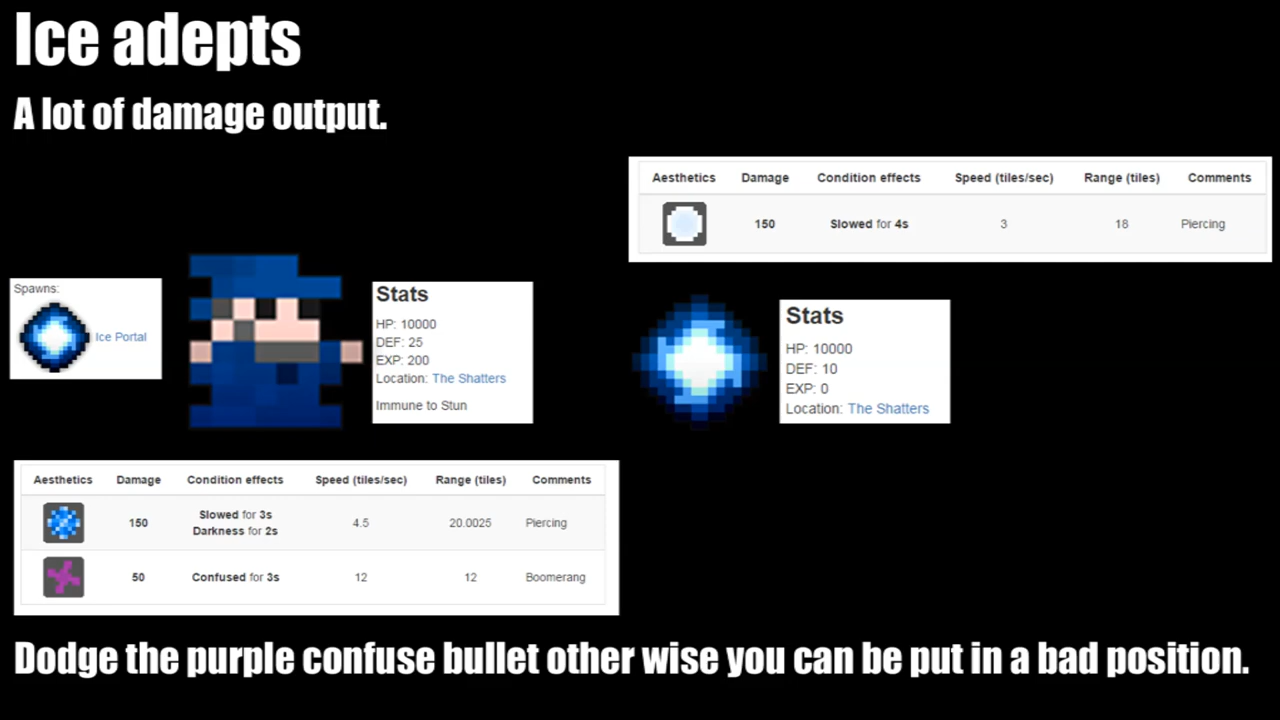 Ice adepts
A lot of damage output.
Aesthetics Damage Condition effects Speed (tiles/sec) Range (tiles) Comments
150 Slowed for 4s 3 18 Piercing
Spawns:
Ice Portal
Stats
HP: 10000
DEF: 25
EXP: 200
Location: The Shatters
Immune to Stun
Stats
HP: 10000
DEF: 10
EXP: 0
Location: The Shatters
Aesthetics Damage Condition effects Speed (tiles/sec) Range (tiles) Comments
150 Slowed for 3s Darkness for 2s 4.5 20.0025 Piercing
50 Confused for 3s 12 12 Boomerang
Dodge the purple confuse bullet other wise you can be put in a bad position.